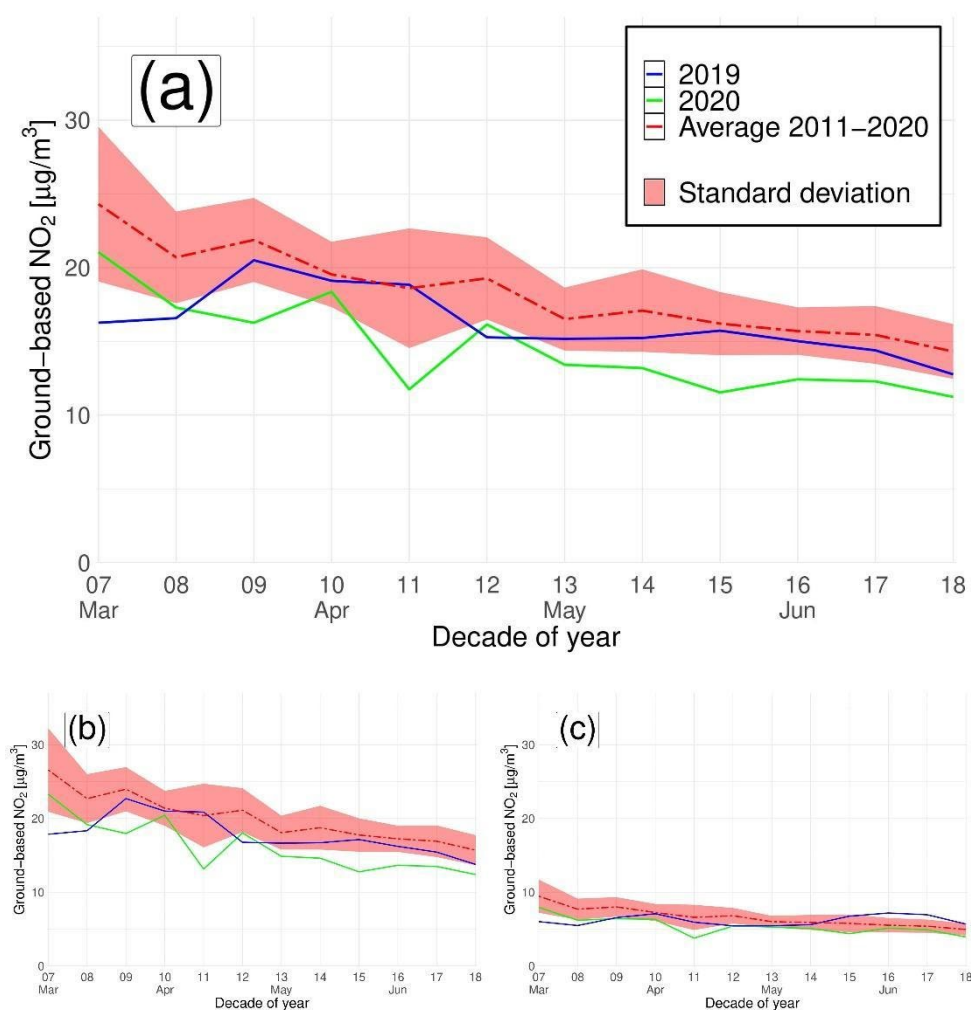 (a)
2019
2020
Average 2011–2020
Standard deviation
Ground–based NO₂ [µg/m³]
30
20
10
0
07 08 09 10 11 12 13 14 15 16 17 18
Mar Apr May Jun
Decade of year
(b)
Ground–based NO₂ [µg/m³]
30
20
10
0
07 08 09 10 11 12 13 14 15 16 17 18
Mar Apr May Jun
Decade of year
(c)
Ground–based NO₂ [µg/m³]
30
20
10
0
07 08 09 10 11 12 13 14 15 16 17 18
Mar Apr May Jun
Decade of year